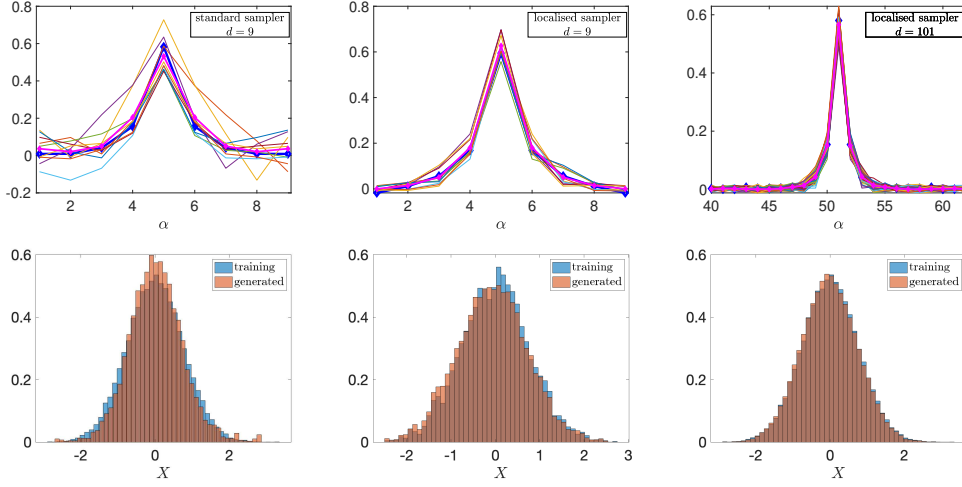 standard sampler
d = 9
0.8
0.6
0.4
0.2
0
-0.2
2 4 6 8
α
localised sampler
d = 9
0.8
0.6
0.4
0.2
0
2 4 6 8
α
localised sampler
d = 101
0.6
0.4
0.2
0
40 45 50 55 60
α
training
generated
0.6
0.4
0.2
0
-2 0 2
X
training
generated
0.6
0.4
0.2
0
-2 -1 0 1 2 3
X
training
generated
0.6
0.4
0.2
0
-2 0 2
X